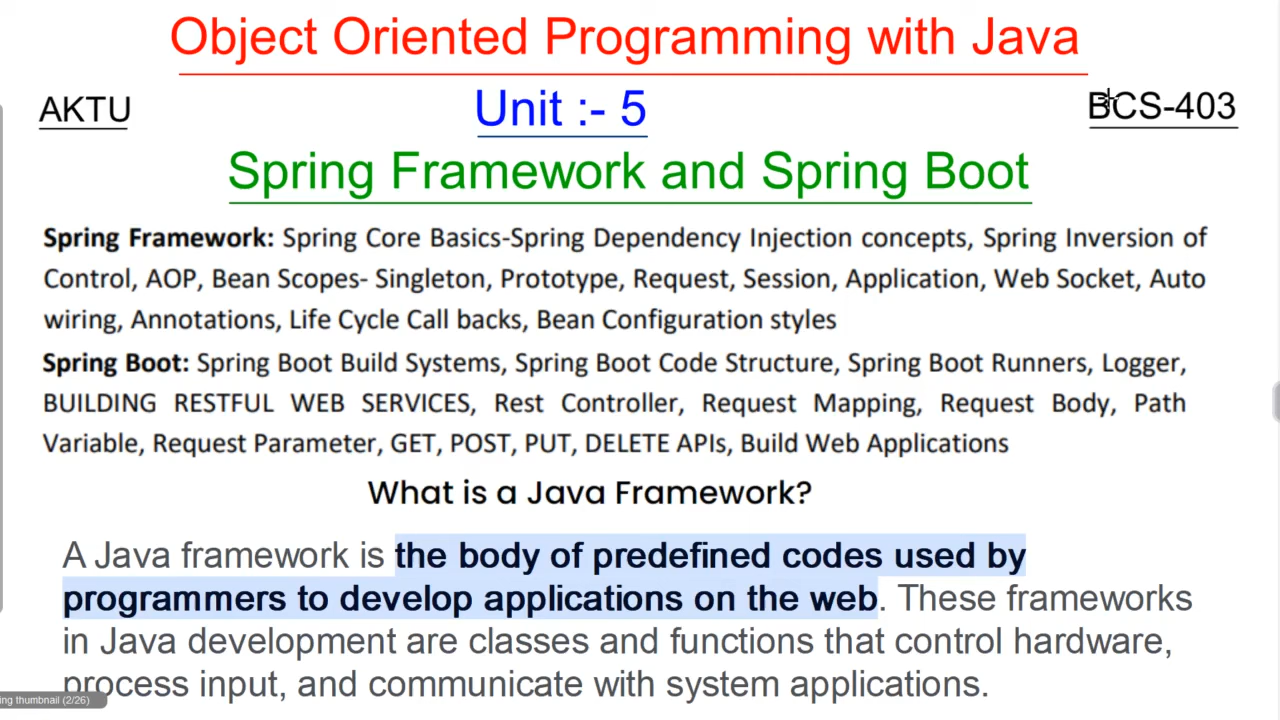 Object Oriented Programming with Java
AKTU
Unit :- 5
BCS-403
Spring Framework and Spring Boot
Spring Framework: Spring Core Basics-Spring Dependency Injection concepts, Spring Inversion of
Control, AOP, Bean Scopes- Singleton, Prototype, Request, Session, Application, Web Socket, Auto
wiring, Annotations, Life Cycle Call backs, Bean Configuration styles
Spring Boot: Spring Boot Build Systems, Spring Boot Code Structure, Spring Boot Runners, Logger,
BUILDING RESTFUL WEB SERVICES, Rest Controller, Request Mapping, Request Body, Path
Variable, Request Parameter, GET, POST, PUT, DELETE APIs, Build Web Applications
What is a Java Framework?
A Java framework is the body of predefined codes used by
programmers to develop applications on the web. These frameworks
in Java development are classes and functions that control hardware,
process input, and communicate with system applications.
ing thumbnail (2/26)